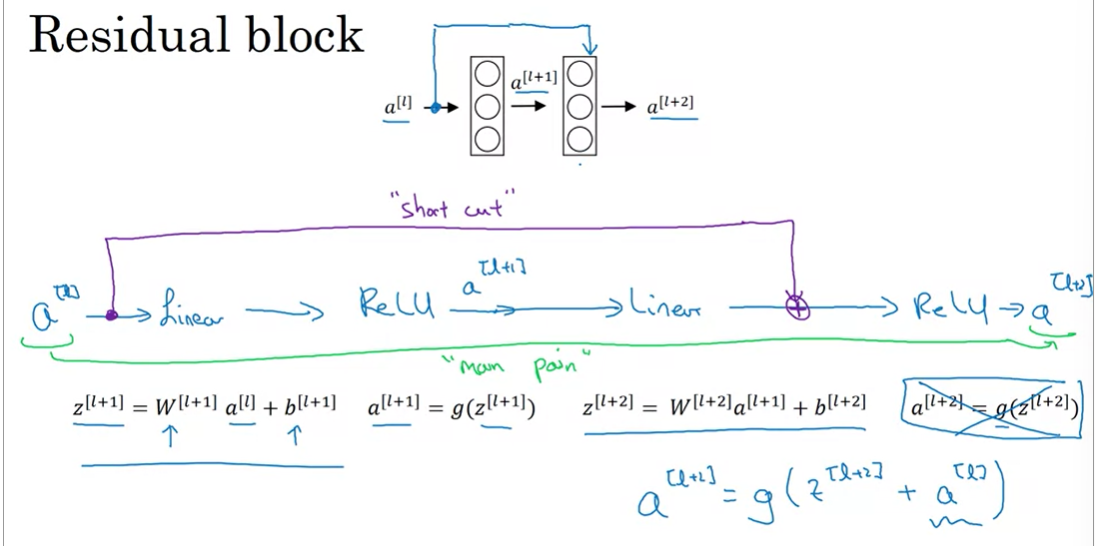 Residual block
a[l] a[l+1] a[l+2]
"short cut"
a[l] Linear ReLU a[l+1] Linear ReLU a[l+2]
"main pain"
z[l+1] = W[l+1] a[l] + b[l+1] a[l+1] = g(z[l+1]) z[l+2] = W[l+2]a[l+1] + b[l+2] a[l+2] = g(z[l+2])
a[l+2] = g(z[l+2] + a[l])